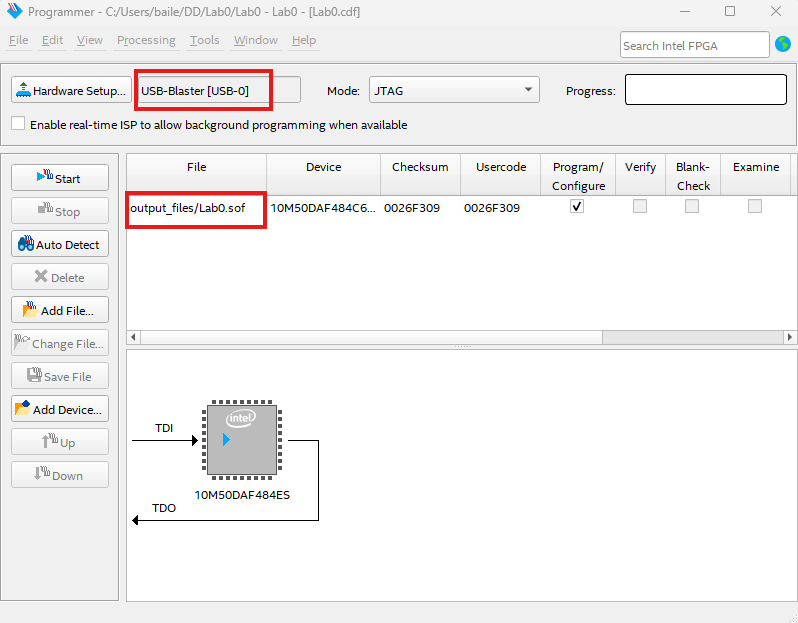 Programmer - C:/Users/baile/DD/Lab0/Lab0 - Lab0 - [Lab0.cdf]
File Edit View Processing Tools Window Help
Search Intel FPGA
Hardware Setup... USB-Blaster [USB-0] Mode: JTAG Progress:
Enable real-time ISP to allow background programming when available
Start
Stop
Auto Detect
Delete
Add File...
Change File...
Save File
Add Device...
Up
Down
File Device Checksum Usercode Program/ Verify Blank- Examine
Configure Check
output_files/Lab0.sof 10M50DAF484C6... 0026F309 0026F309
intel
TDI
10M50DAF484ES
TDO